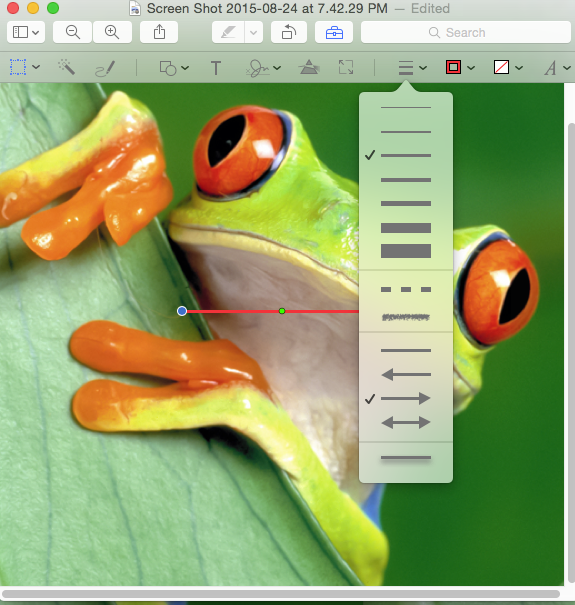 Screen Shot 2015-08-24 at 7.42.29 PM — Edited
Search
T
A